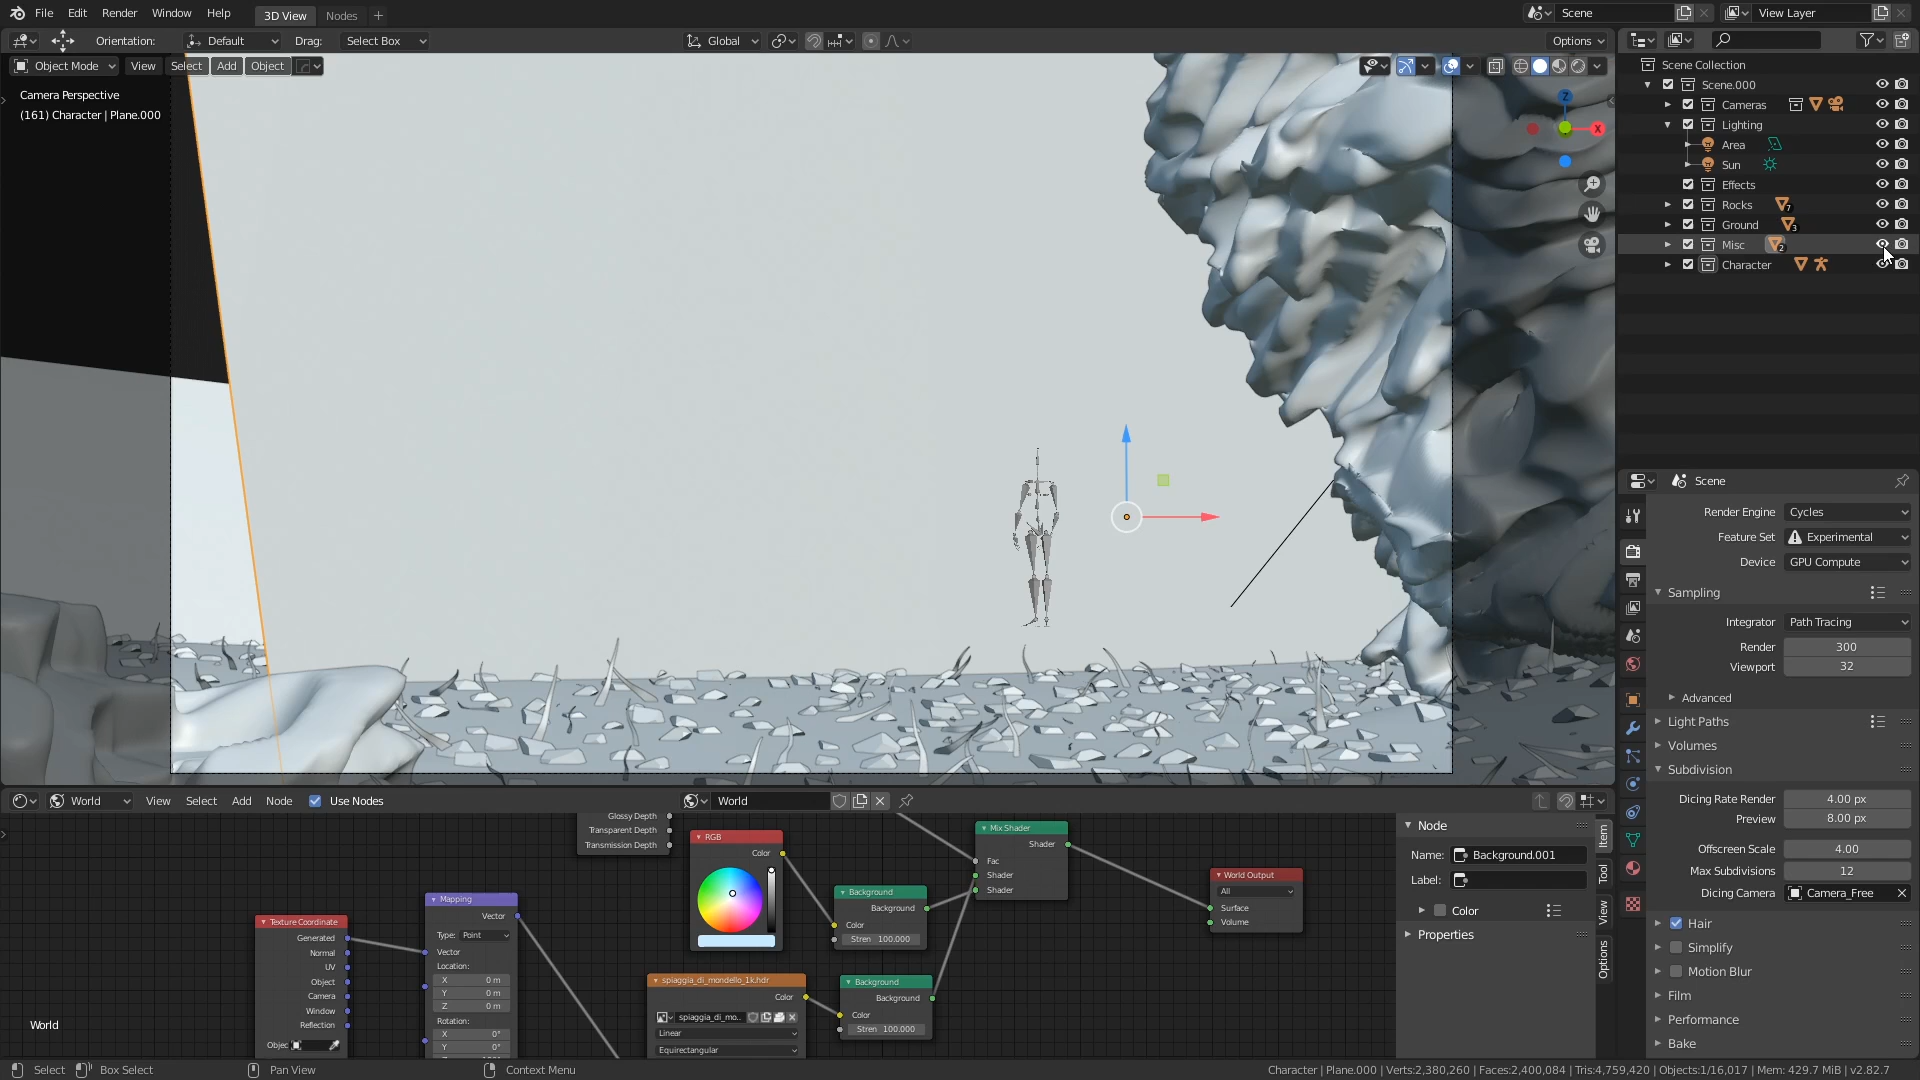 File Edit Render Window Help 3D View Nodes Scene View Layer
Orientation: Default Drag: Select Box Global Options
Object Mode View Select Add Object
Camera Perspective
(161) Character | Plane.000
Z
X
Scene Collection
Scene.000
Cameras
Lighting
Area
Sun
Effects
Rocks 7
Ground 3
Misc 2
Character
Scene
Render Engine Cycles
Feature Set Experimental
Device GPU Compute
Sampling
Integrator Path Tracing
Render 300
Viewport 32
Advanced
Light Paths
Volumes
Subdivision
Dicing Rate Render 4.00 px
Preview 8.00 px
Offscreen Scale 4.00
Max Subdivisions 12
Dicing Camera Camera_Free
Hair
Simplify
Motion Blur
Film
Performance
Bake
World View Select Add Node Use Nodes World
Glossy Depth
Transparent Depth
Transmission Depth
RGB
Color
Mix Shader
Shader
Fac
Shader
Shader
Background
Background
Color
Stren 100.000
World Output
All
Surface
Volume
Texture Coordinate
Generated
Normal
UV
Object
Camera
Window
Reflection
Objec
Mapping
Vector
Type: Point
Vector
Location:
X 0 m
Y 0 m
Z 0 m
Rotation:
X 0°
Y 0°
spiaggia_di_mondello_1k.hdr
Color
spiaggia_di_mo..
Linear
Equirectangular
Background
Background
Color
Stren 100.000
Node
Name: Background.001
Label:
Color
Properties
Item
Tool
View
Options
World
Select Box Select Pan View Context Menu Character | Plane.000 | Verts:2,380,260 | Faces:2,400,084 | Tris:4,759,420 | Objects:1/16,017 | Mem: 429.7 MiB | v2.82.7